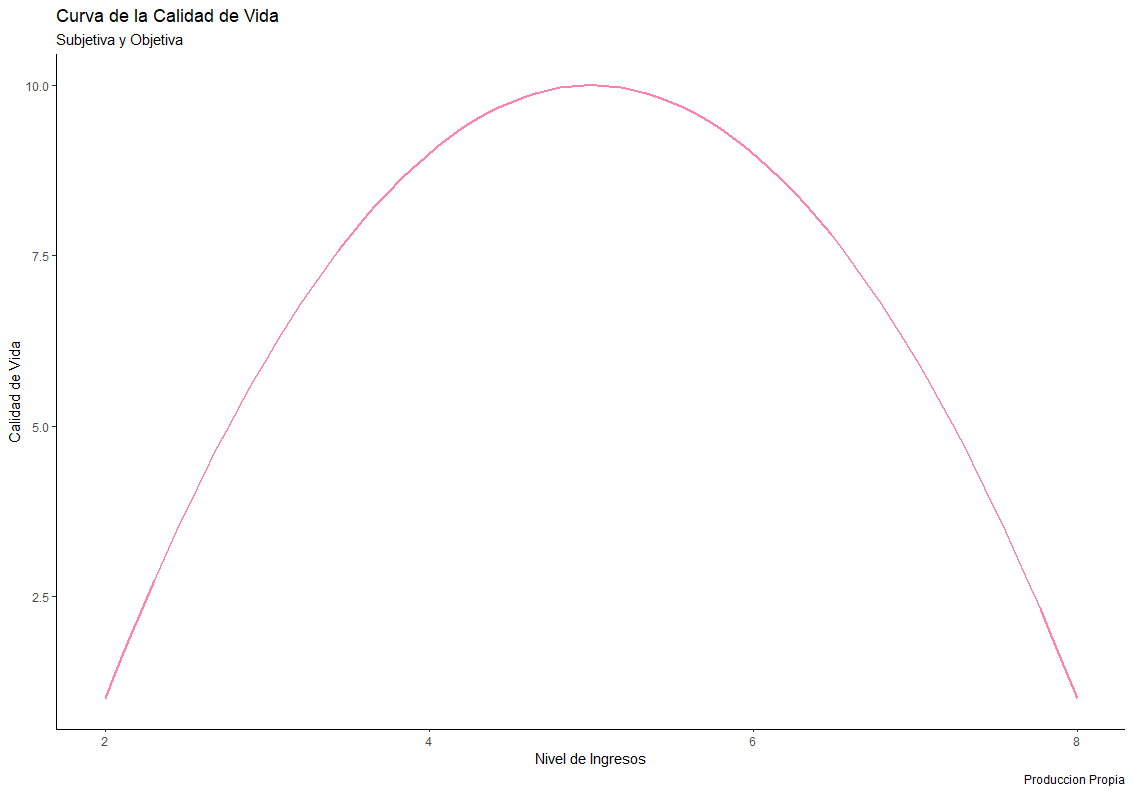 Curva de la Calidad de Vida
Subjetiva y Objetiva
10.0
7.5
5.0
2.5
Calidad de Vida
2
4
6
8
Nivel de Ingresos
Produccion Propia